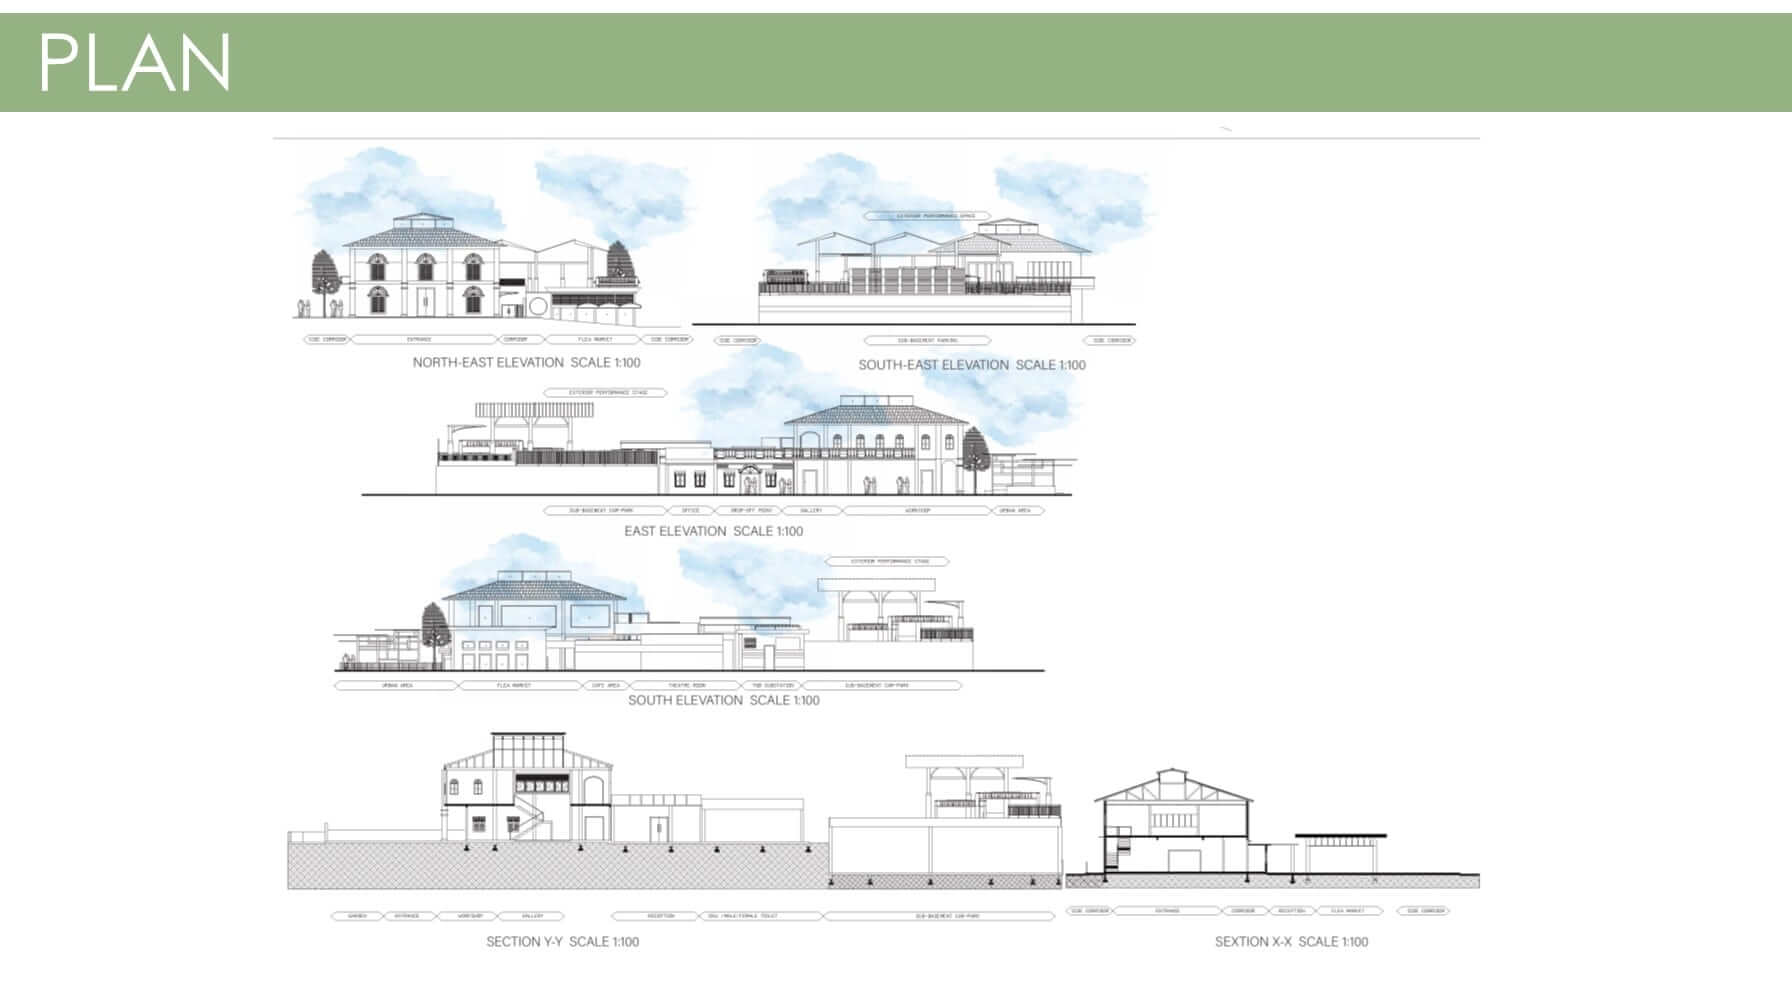 PLAN
EXTERIOR PERFORMANCE SPACE
SIDE CORRIDOR ENTRANCE CORRIDOR FLEA MARKET SIDE CORRIDOR
NORTH-EAST ELEVATION SCALE 1:100
SIDE CORRIDOR SUB-BASEMENT PARKING SIDE CORRIDOR
SOUTH-EAST ELEVATION SCALE 1:100
EXTERIOR PERFORMANCE STAGE
SUB-BASEMENT CAR-PARK OFFICE DROP-OFF POINT GALLERY WORKSHOP URBAN AREA
EAST ELEVATION SCALE 1:100
EXTERIOR PERFORMANCE STAGE
URBAN AREA FLEA MARKET CAFE AREA THEATRE ROOM TNB SUBSTATION SUB-BASEMENT CAR-PARK
SOUTH ELEVATION SCALE 1:100
GARDEN ENTRANCE WORKSHOP GALLERY RECEPTION /MALE/FEMALE TOILET SUB-BASEMENT CAR-PARK
SECTION Y-Y SCALE 1:100
SIDE CORRIDOR ENTRANCE CORRIDOR RECEPTION FLEA MARKET SIDE CORRIDOR
SEXTION X-X SCALE 1:100